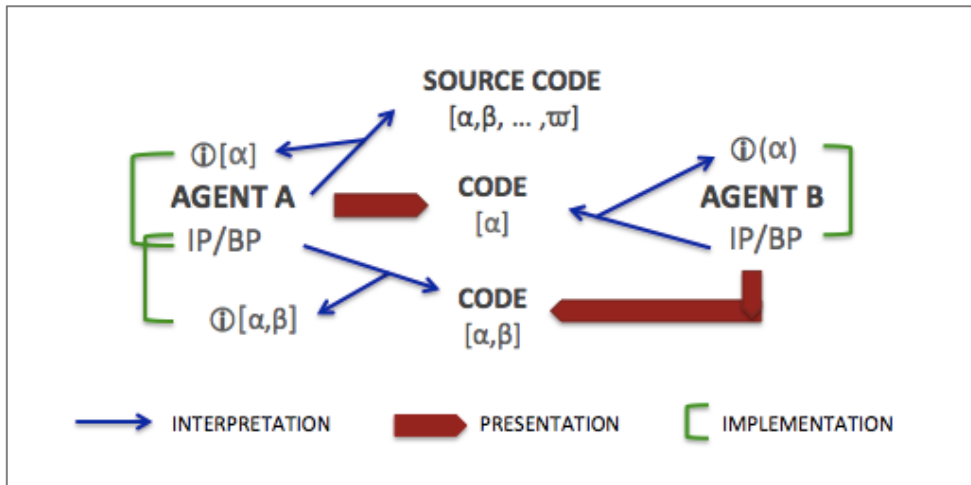 SOURCE CODE
[α,β, ... ,ϖ]
ⓘ[α]
AGENT A
IP/BP
CODE
[α]
ⓘ(α)
AGENT B
IP/BP
ⓘ[α,β]
CODE
[α,β]
INTERPRETATION
PRESENTATION
IMPLEMENTATION